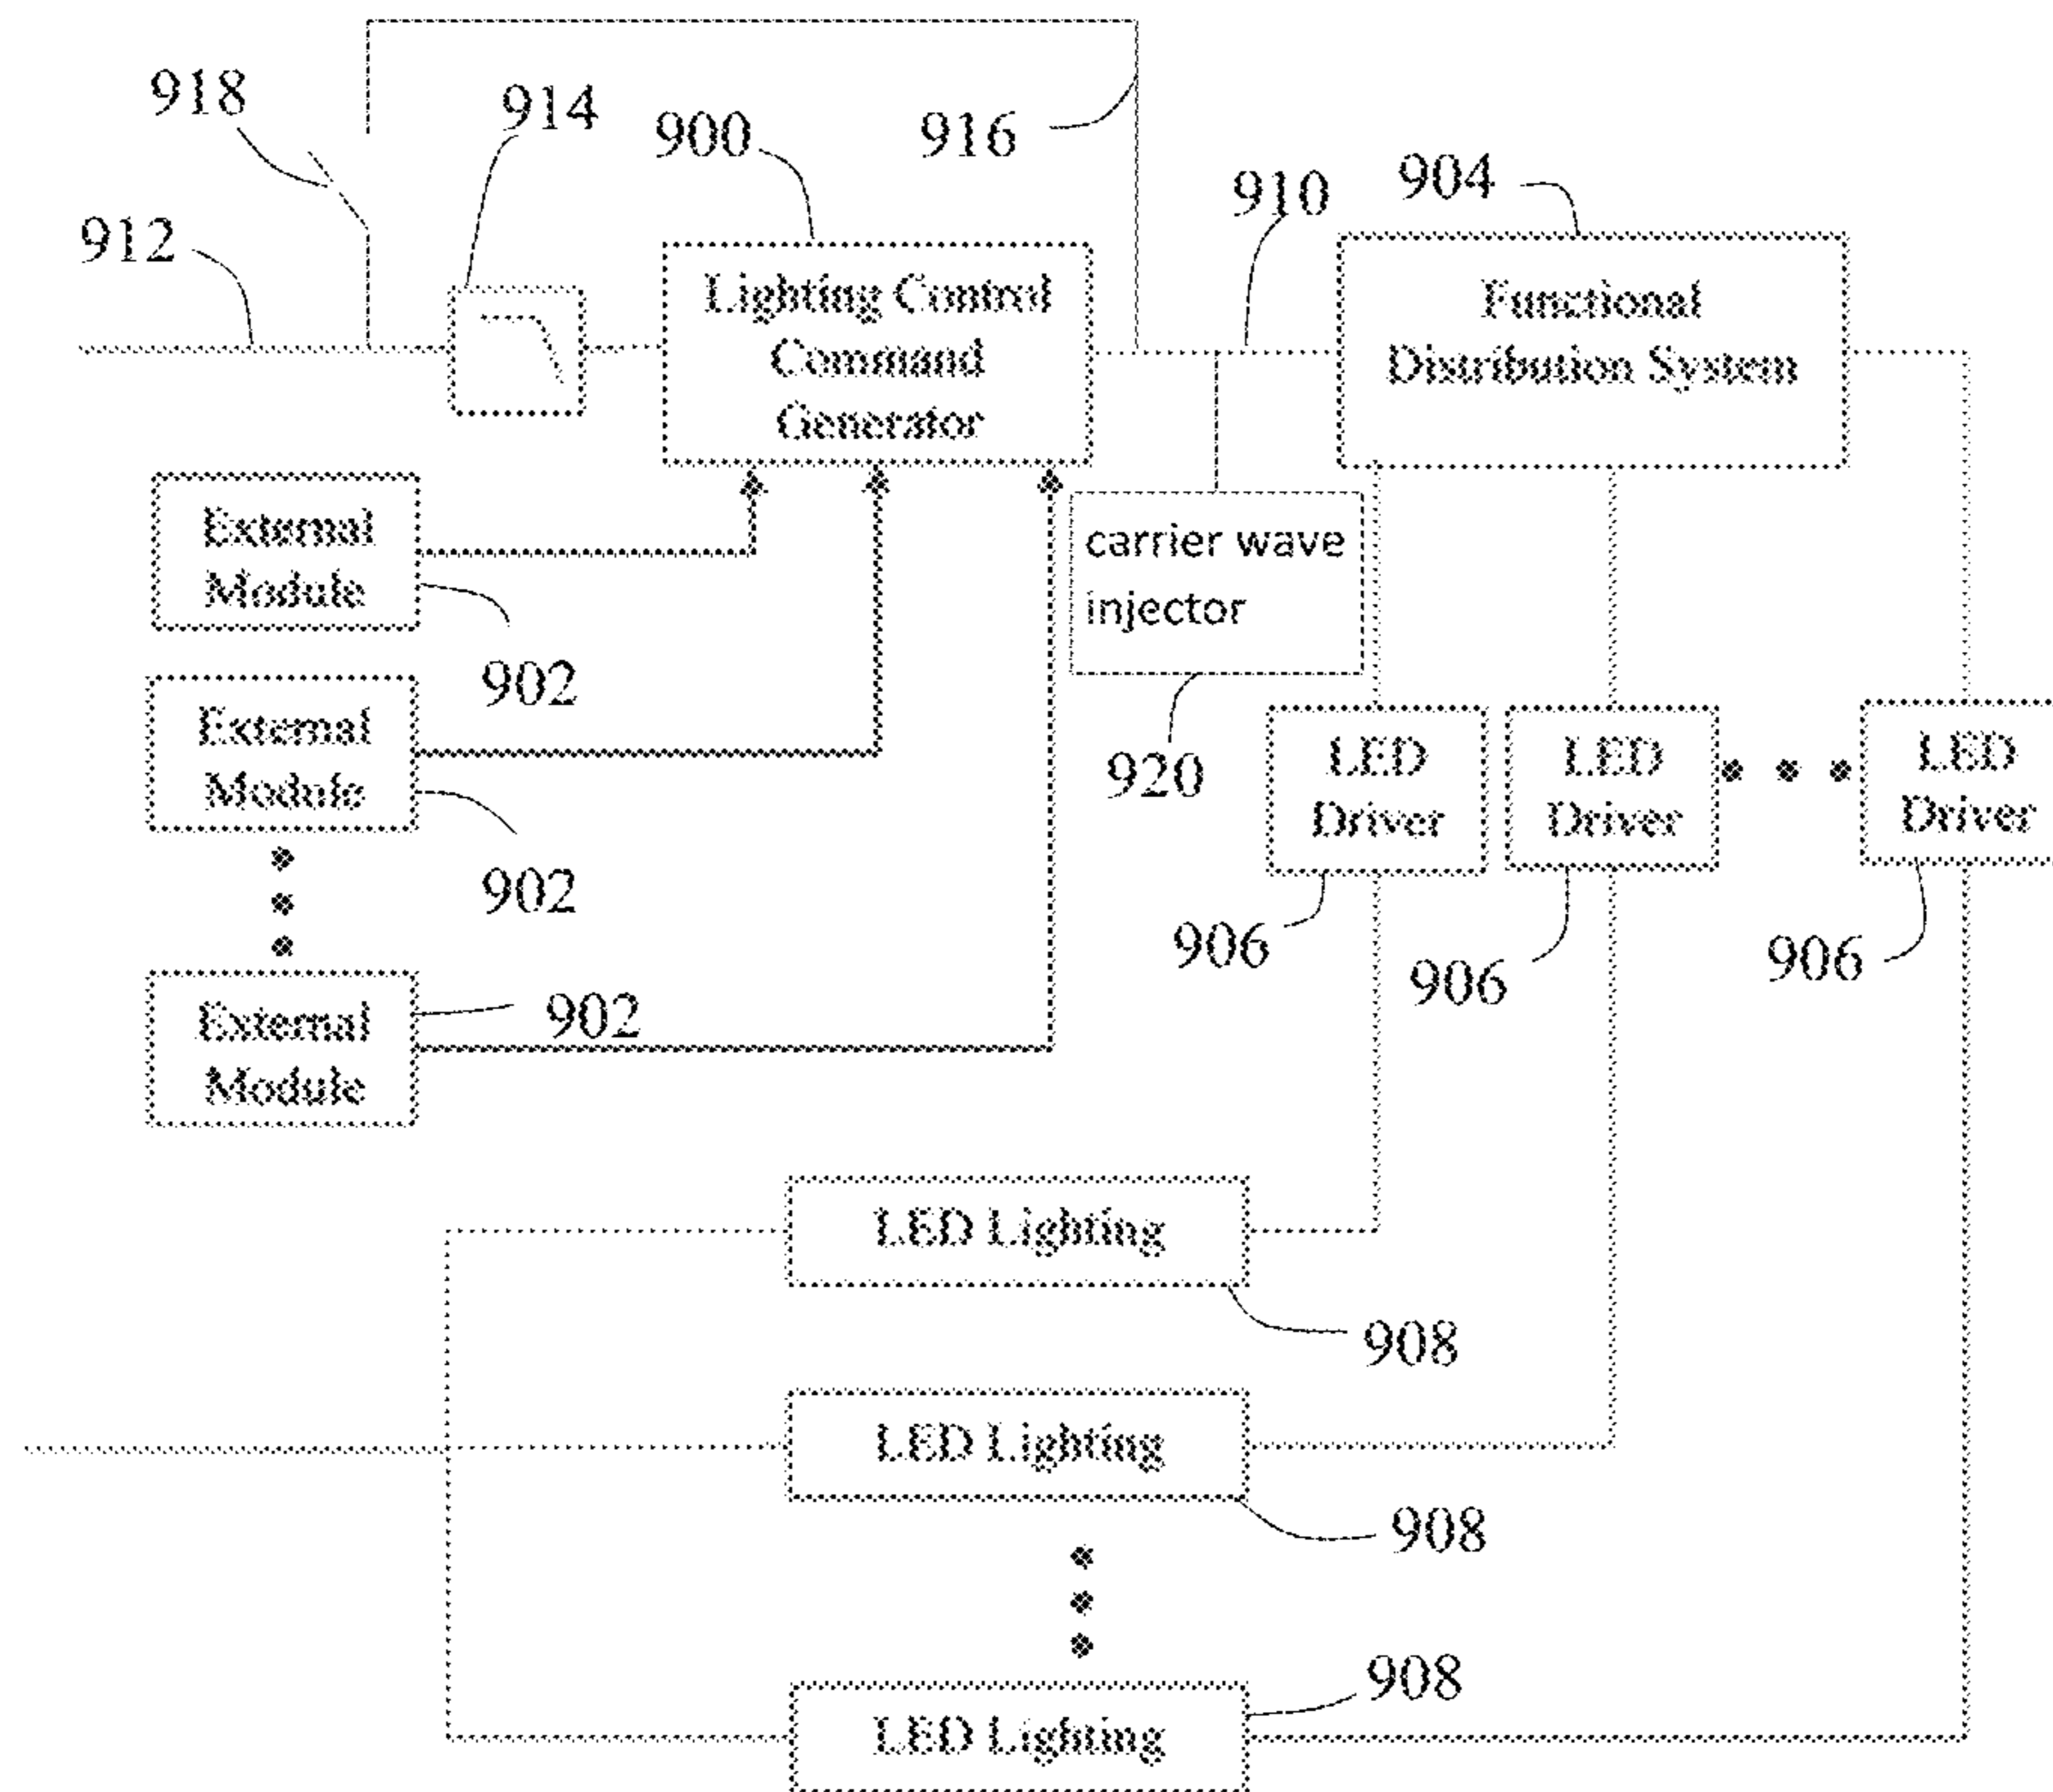 918
914
900
916
910
904
912
Lighting Control
Command
Generator
Functional
Distribution System
External
Module
902
carrier wave
injector
920
External
Module
902
LED
Driver
LED
Driver
LED
Driver
906
906
906
External
Module
902
LED Lighting
908
LED Lighting
908
LED Lighting
908